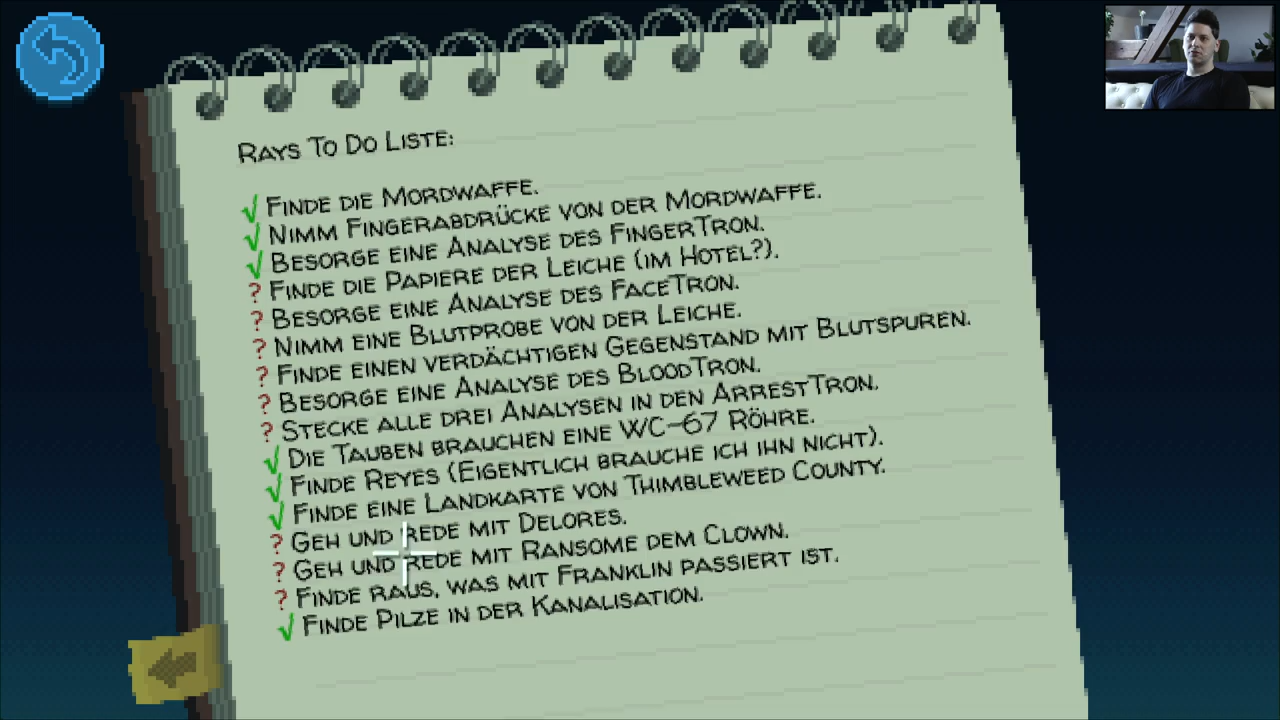 Rays To Do Liste:
✓ Finde die Mordwaffe.
✓ Nimm Fingerabdrücke von der Mordwaffe.
✓ Besorge eine Analyse des FingerTron.
? Finde die Papiere der Leiche (im Hotel?).
? Besorge eine Analyse des FaceTron.
? Nimm eine Blutprobe von der Leiche.
? Finde einen verdächtigen Gegenstand mit Blutspuren.
? Besorge eine Analyse des BloodTron.
? Stecke alle drei Analysen in den ArrestTron.
✓ Die Tauben brauchen eine WC-67 Röhre.
✓ Finde Reyes (Eigentlich brauche ich ihn nicht).
✓ Finde eine Landkarte von Thimbleweed County.
? Geh und rede mit Delores.
? Geh und rede mit Ransome dem Clown.
? Finde raus, was mit Franklin passiert ist.
✓ Finde Pilze in der Kanalisation.